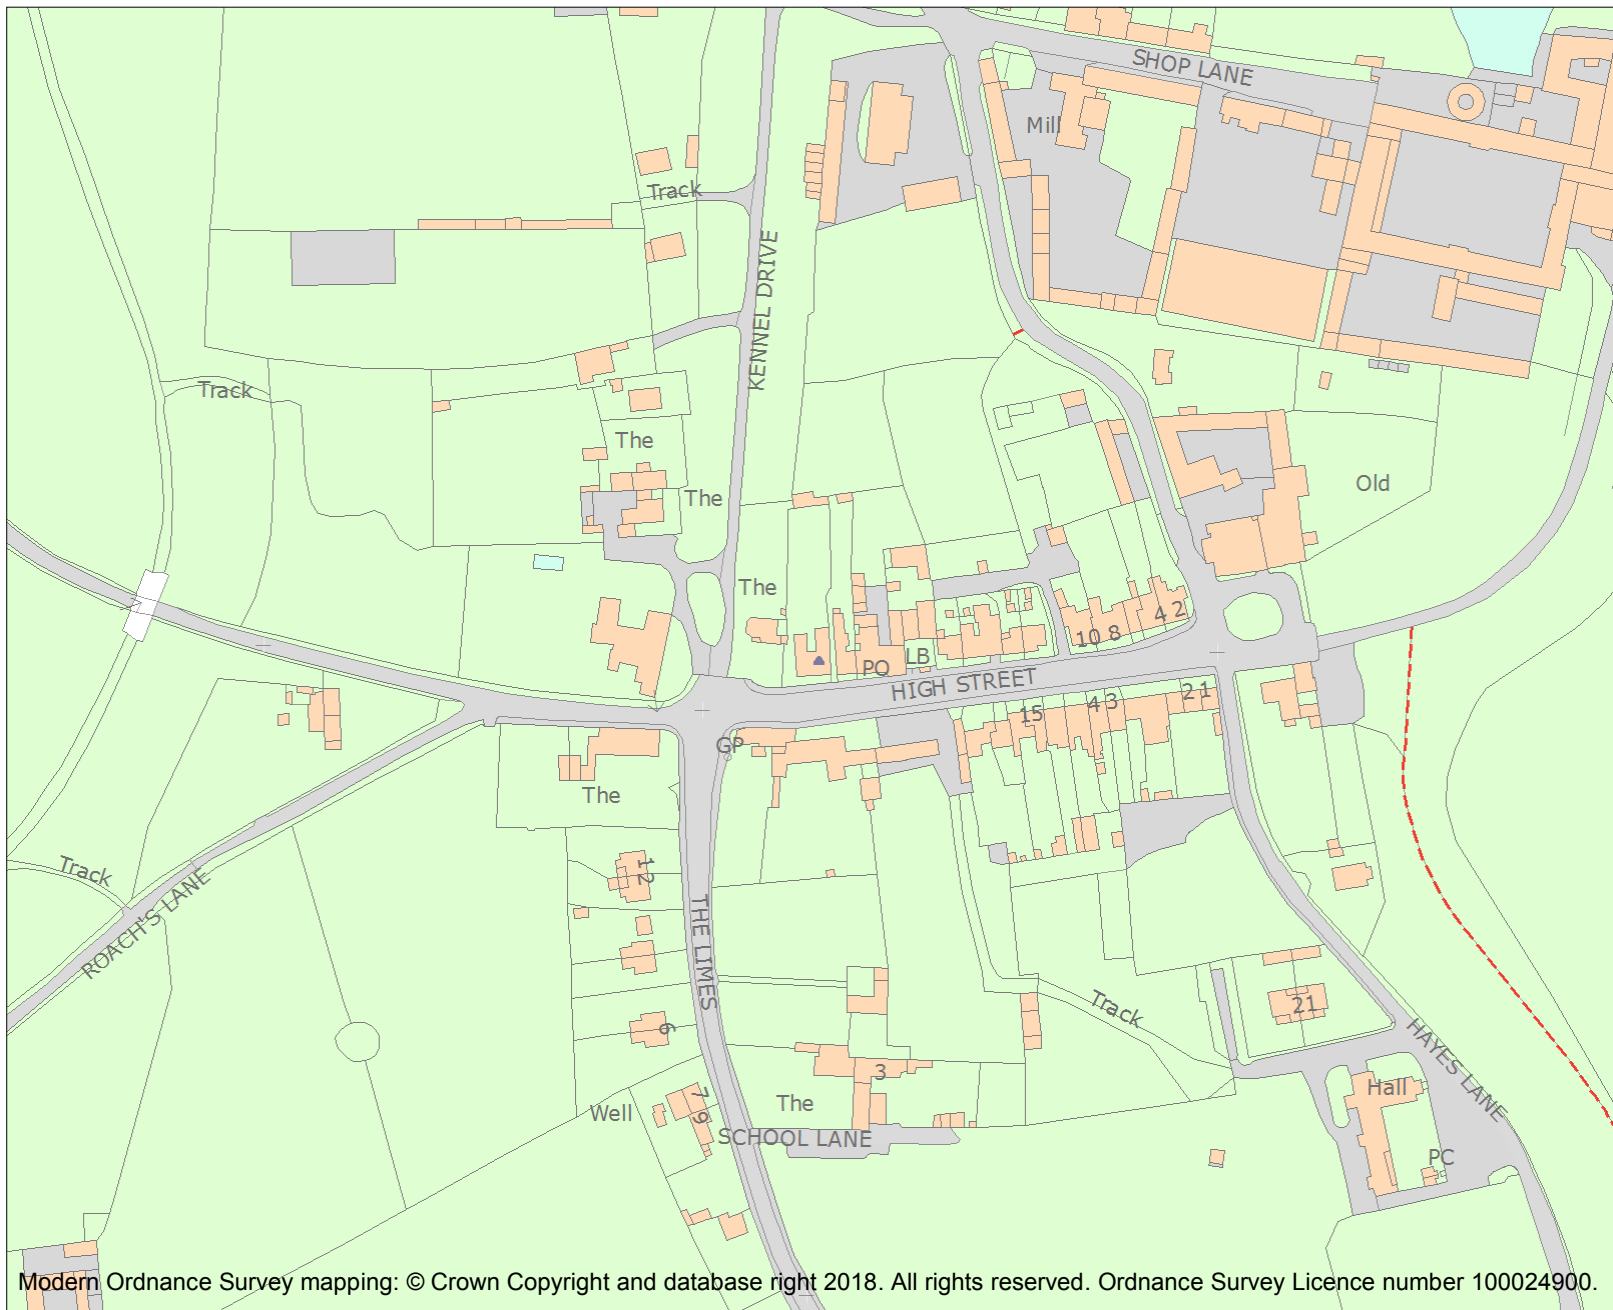 SHOP LANE
Mill
Track
KENNEL DRIVE
Track
The
Old
The
The
4 2
10 8
LB
PO
HIGH STREET
2 1
4 3
15
GP
The
Track
1 2
ROACH'S LANE
THE LIMES
Track
21
6
HAYES LANE
3
Hall
The
Well
7 9
SCHOOL LANE
PC
Modern Ordnance Survey mapping: © Crown Copyright and database right 2018. All rights reserved. Ordnance Survey Licence number 100024900.